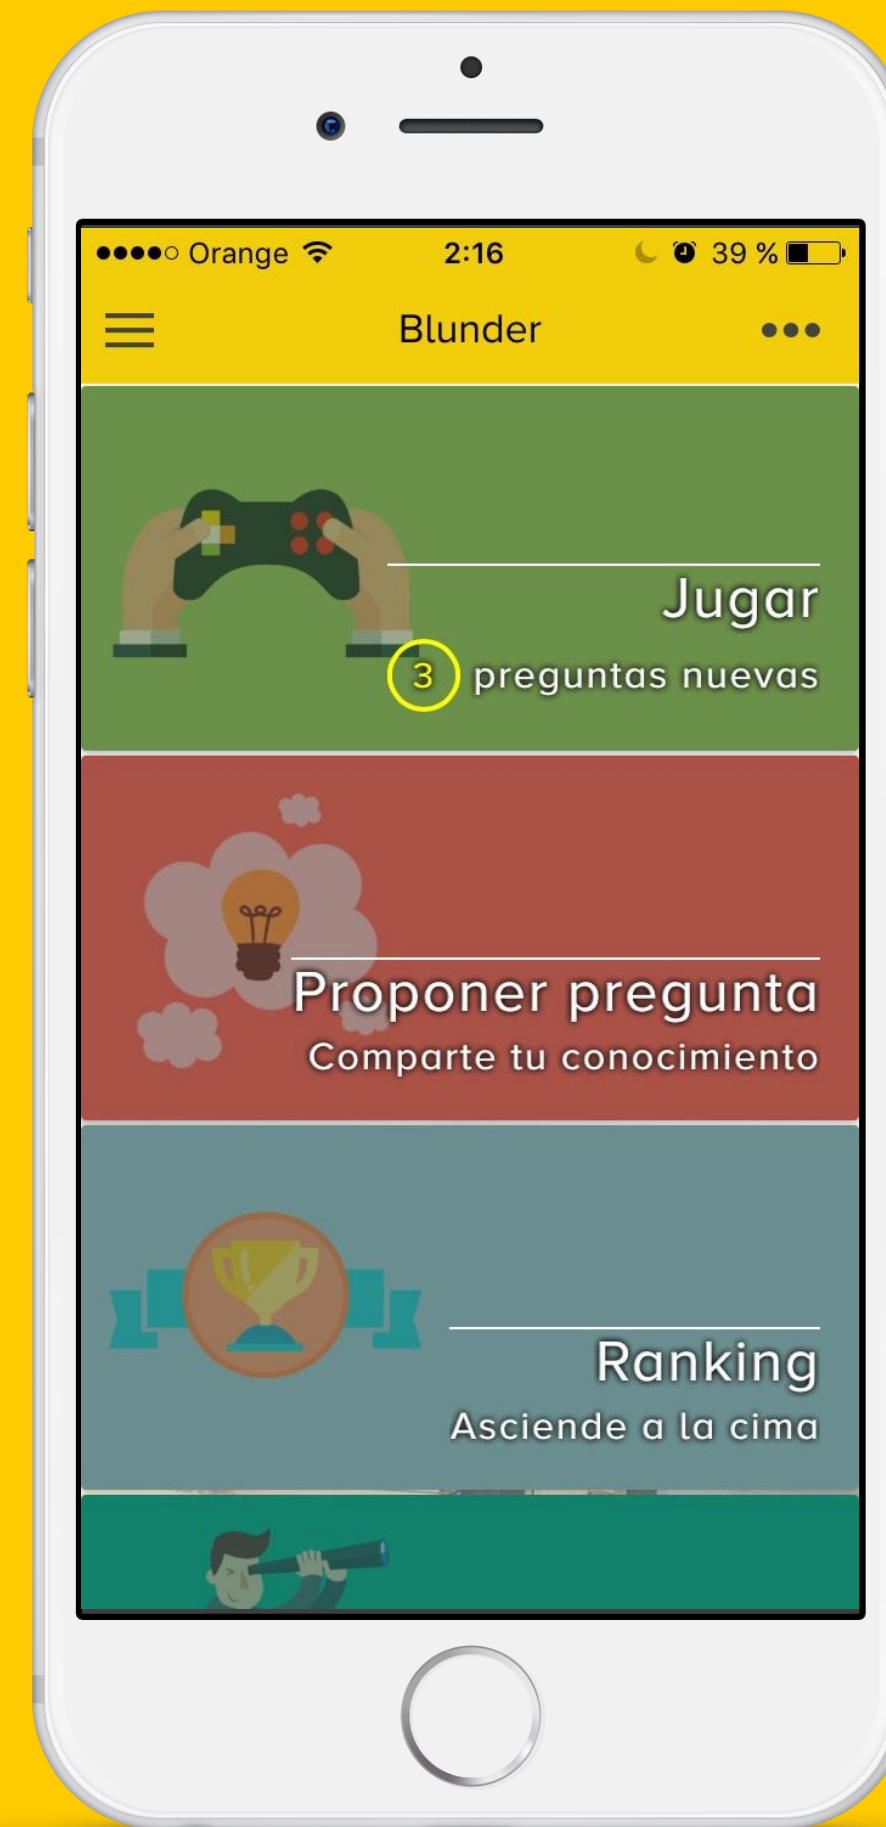 Orange 2:16 39 %
Blunder
Jugar
3 preguntas nuevas
Proponer pregunta
Comparte tu conocimiento
Ranking
Asciende a la cima